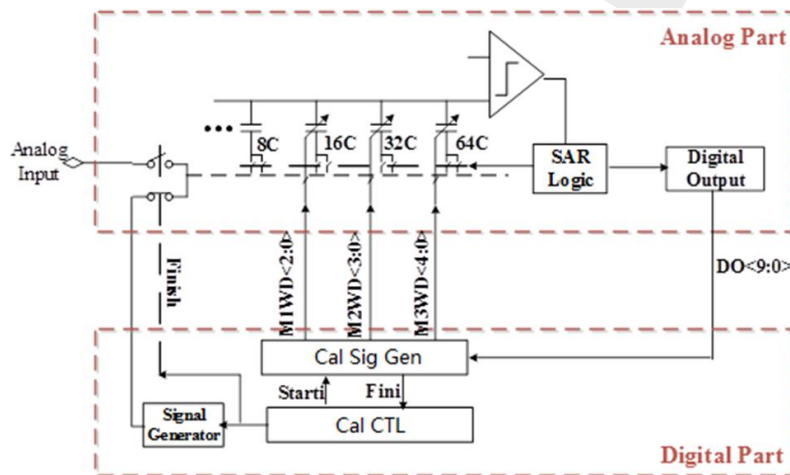 Analog Part
8C
16C
32C
64C
Analog
Input
SAR
Logic
Digital
Output
Finish
M1WD<2:0>
M2WD<3:0>
M3WD<4:0>
DO<9:0>
Cal Sig Gen
Starti
Fini
Signal
Generator
Cal CTL
Digital Part